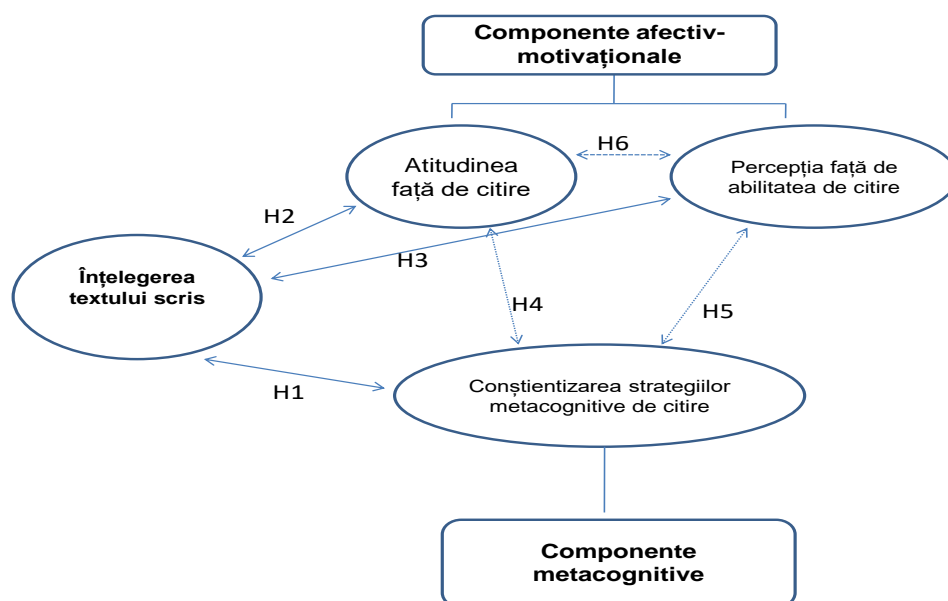 Componente afectiv-
motivaționale
H6
Atitudinea
față de citire
Percepția față de
abilitatea de citire
H2
H3
Înțelegerea
textului scris
H4
H5
H1
Conștientizarea strategiilor
metacognitive de citire
Componente
metacognitive